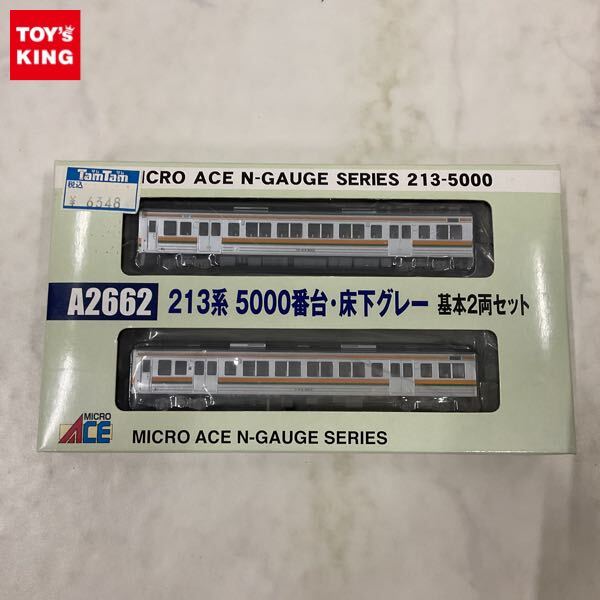 TOY's
KING
TamTam
税込
¥ 6348
ICRO ACE N-GAUGE SERIES 213-5000
A2662
213系 5000番台・床下グレー 基本2両セット
MICRO
ACE
MICRO ACE N-GAUGE SERIES